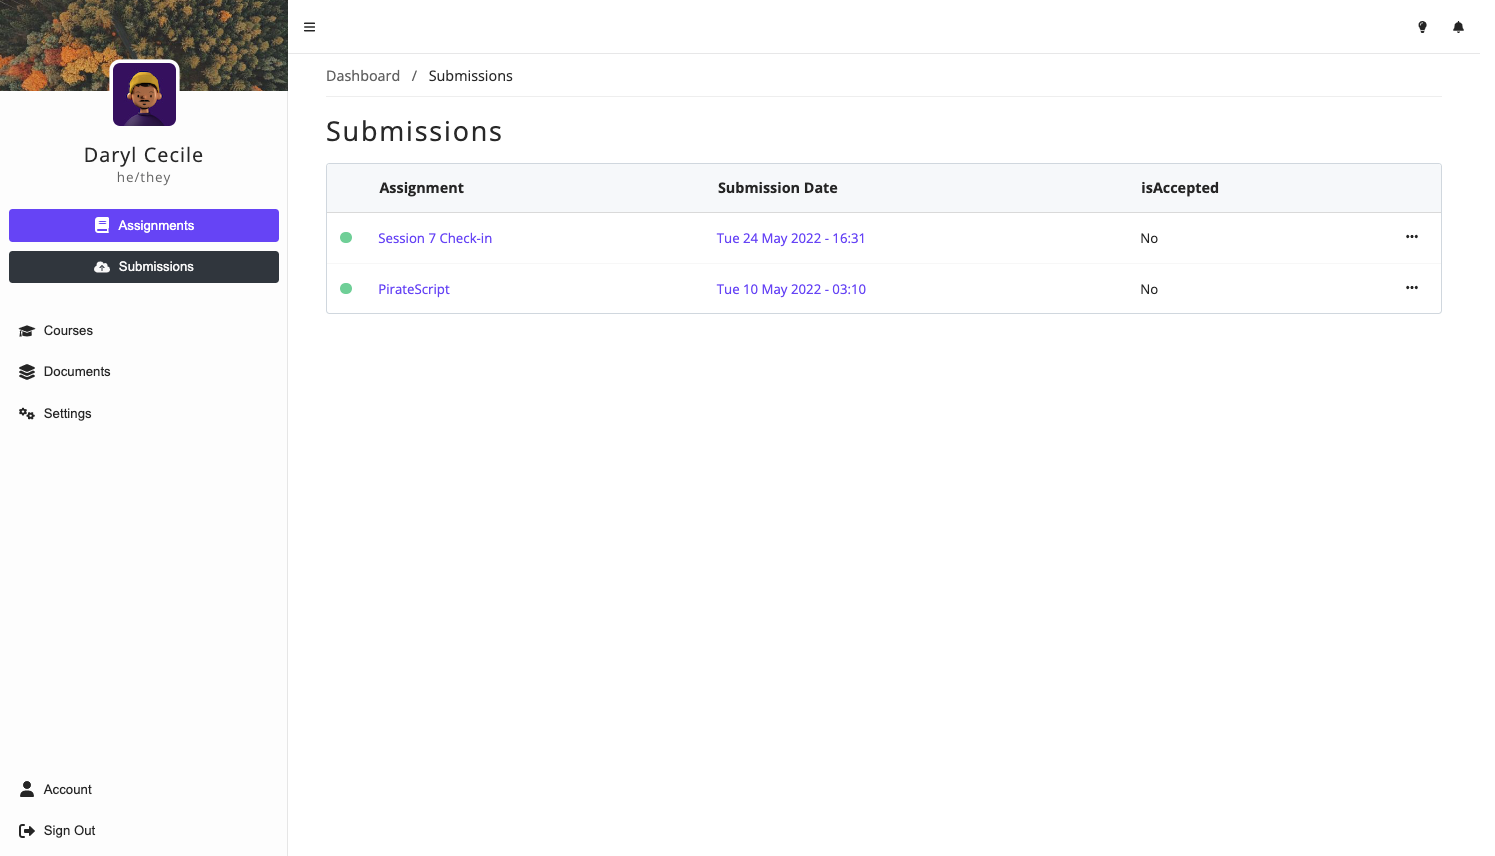 Daryl Cecile
he/they
Assignments
Submissions
Courses
Documents
Settings
Account
Sign Out
Dashboard / Submissions
Submissions
Assignment Submission Date isAccepted
Session 7 Check-in Tue 24 May 2022 - 16:31 No
PirateScript Tue 10 May 2022 - 03:10 No